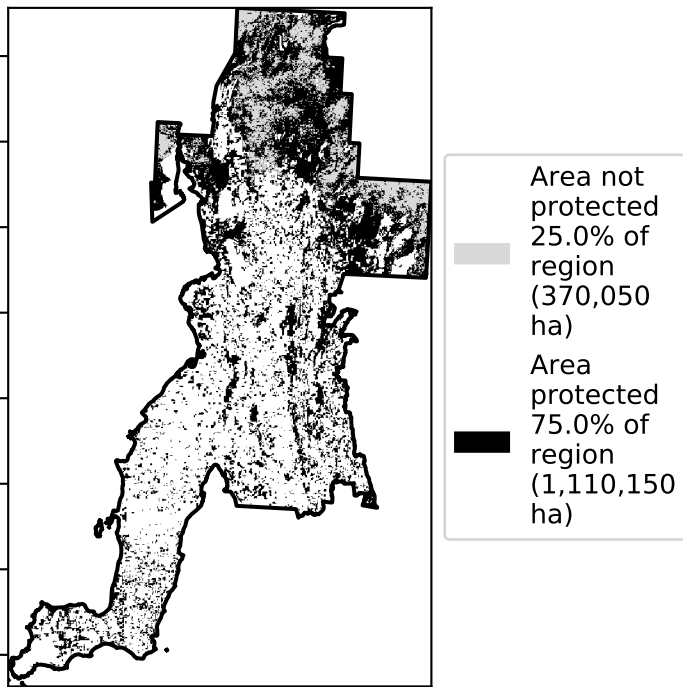 Area not
protected
25.0% of
region
(370,050
ha)
Area
protected
75.0% of
region
(1,110,150
ha)